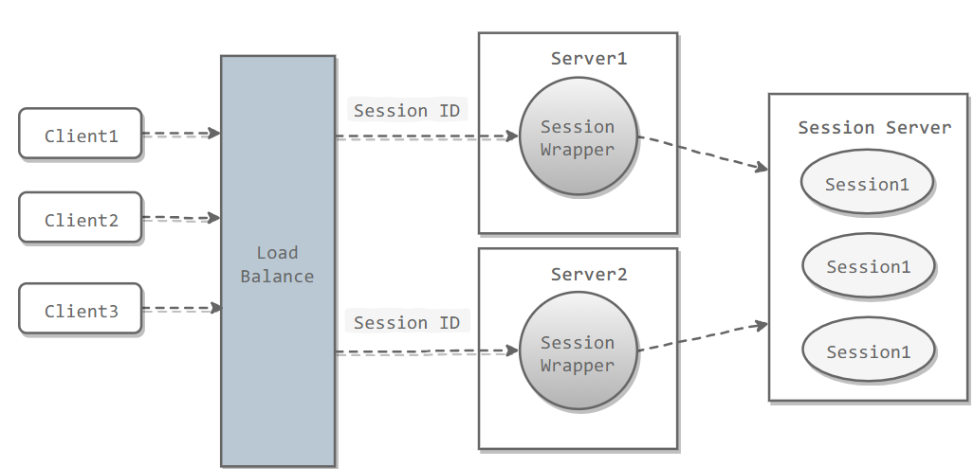 Client1
Client2
Client3
Load
Balance
Session ID
Session ID
Server1
Session
Wrapper
Server2
Session
Wrapper
Session Server
Session1
Session1
Session1